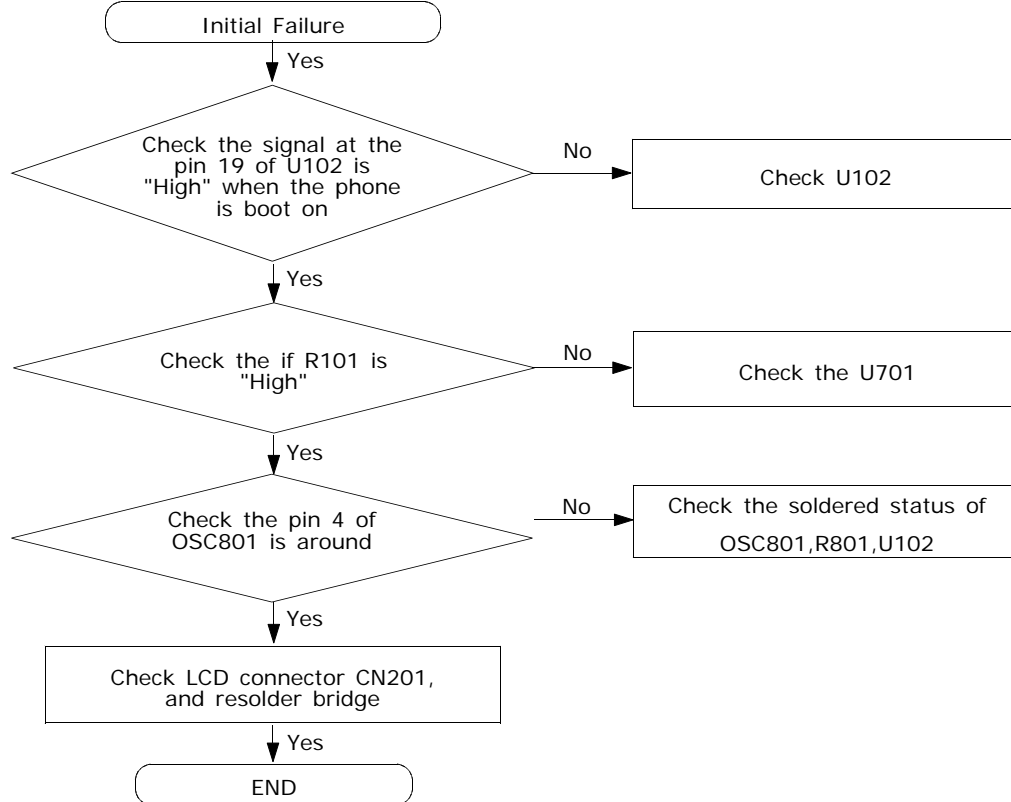 Initial Failure
Yes
Check the signal at the
pin 19 of U102 is
"High" when the phone
is boot on
No
Check U102
Yes
Check the if R101 is
"High"
No
Check the U701
Yes
Check the pin 4 of
OSC801 is around
No
Check the soldered status of
OSC801,R801,U102
Yes
Check LCD connector CN201,
and resolder bridge
Yes
END